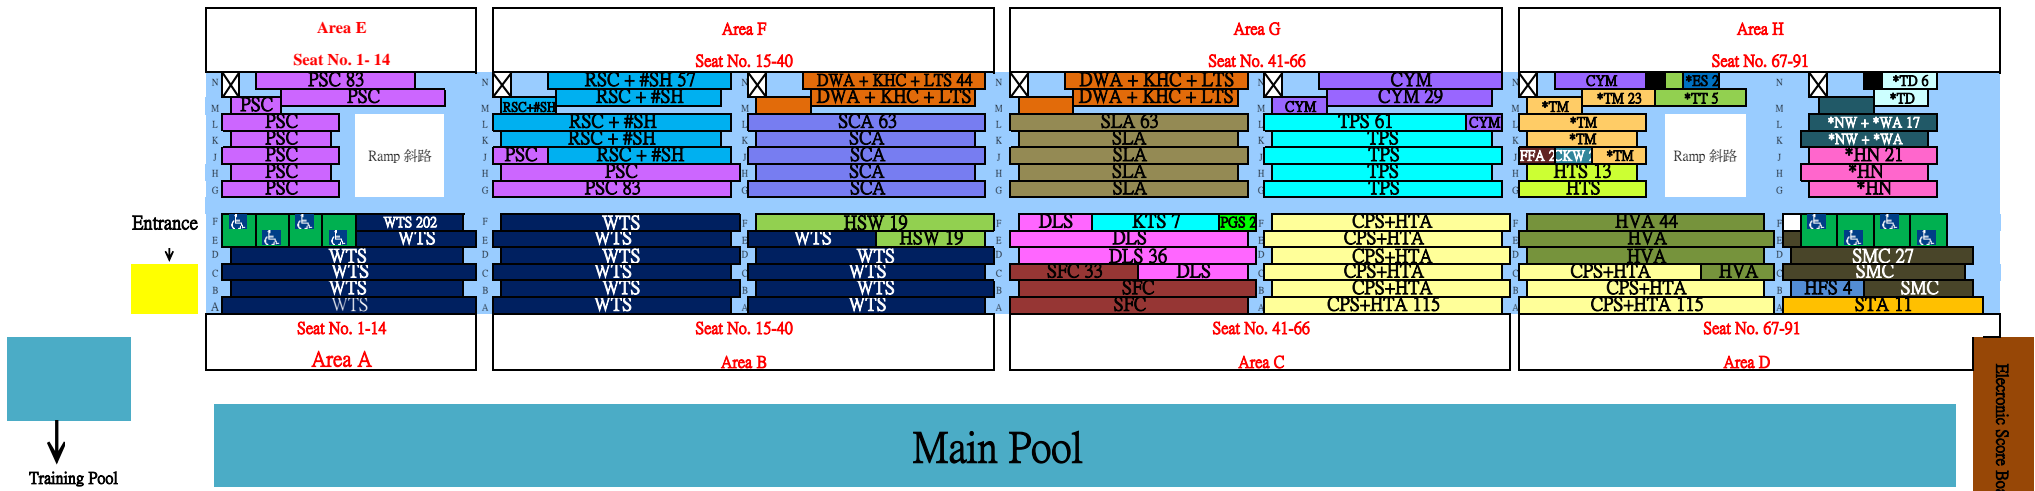 Area E
Area F
Area G
Area H
Seat No. 1- 14
Seat No. 15-40
Seat No. 41-66
Seat No. 67-91
N PSC 83 N RSC + #SH 57 N DWA + KHC + LTS 44 N DWA + KHC + LTS N CYM N CYM *ES 2 N *TD 6
M PSC PSC M RSC+#SH RSC + #SH M DWA + KHC + LTS M DWA + KHC + LTS M CYM CYM 29 M *TM *TM 23 *TT 5 M *TD
L PSC L RSC + #SH L SCA 63 L SLA 63 L TPS 61 CYM L *TM L *NW + *WA 17
K PSC K RSC + #SH K SCA K SLA K TPS K *TM K *NW + *WA
J PSC J PSC RSC + #SH J SCA J SLA J TPS J FFA 2 CKW *TM J *HN 21
Ramp 斜路
Ramp 斜路
H PSC H PSC H SCA H SLA H TPS H HTS 13 H *HN
G PSC G PSC 83 G SCA G SLA G TPS G HTS G *HN
Entrance
F WTS 202 F WTS F HSW 19 F DLS KTS 7 PGS 2 F CPS+HTA F HVA 44 F
E WTS E WTS E WTS HSW 19 E DLS E CPS+HTA E HVA E
D WTS D WTS D WTS D DLS 36 D CPS+HTA D HVA D SMC 27
C WTS C WTS C WTS C SFC 33 DLS C CPS+HTA C CPS+HTA HVA C SMC
B WTS B WTS B WTS B SFC B CPS+HTA B CPS+HTA B HFS 4 SMC
A WTS A WTS A WTS A SFC A CPS+HTA 115 A CPS+HTA 115 A STA 11
Seat No. 1-14
Seat No. 15-40
Seat No. 41-66
Seat No. 67-91
Area A
Area B
Area C
Area D
Elecronic Score Bo
Main Pool
Training Pool